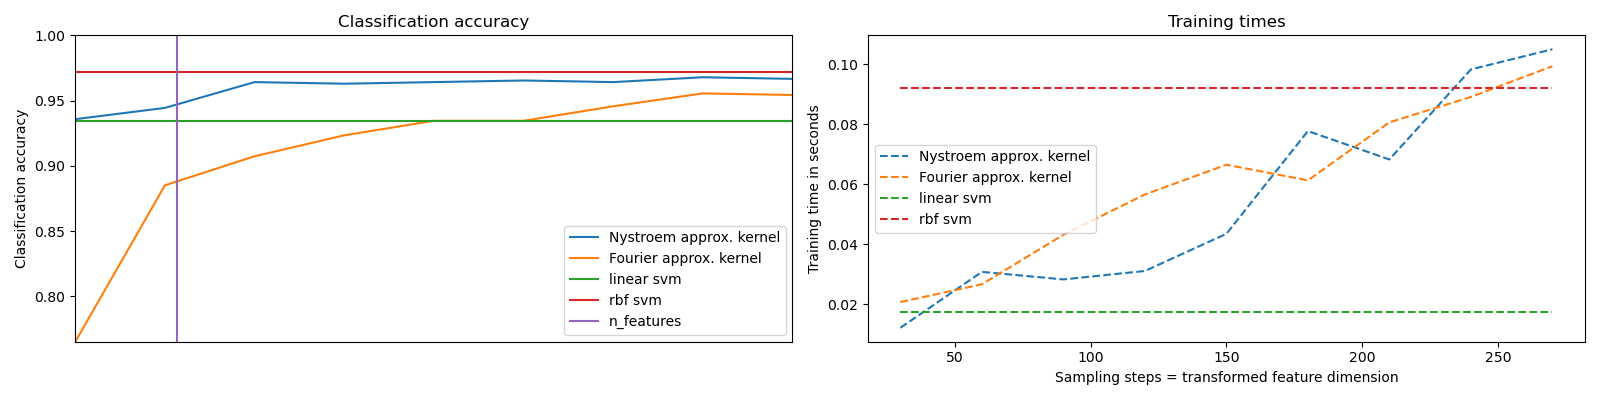 Classification accuracy
Classification accuracy
1.00
0.95
0.90
0.85
0.80
Nystroem approx. kernel
Fourier approx. kernel
linear svm
rbf svm
n_features
Training times
Training time in seconds
0.10
0.08
0.06
0.04
0.02
Nystroem approx. kernel
Fourier approx. kernel
linear svm
rbf svm
50 100 150 200 250
Sampling steps = transformed feature dimension